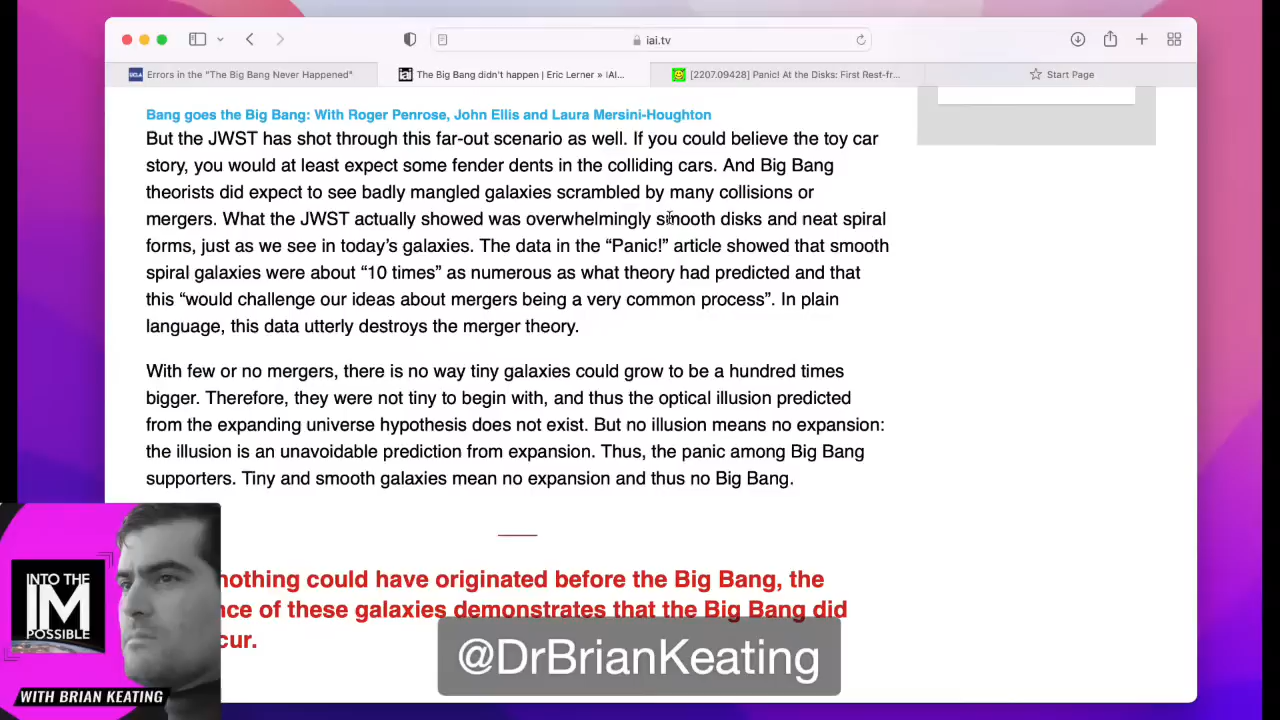 iai.tv
UCLA
Errors in the "The Big Bang Never Happened"
iai
The Big Bang didn't happen | Eric Lerner » IAI...
[2207.09428] Panic! At the Disks: First Rest-fr...
Start Page
Bang goes the Big Bang: With Roger Penrose, John Ellis and Laura Mersini-Houghton
But the JWST has shot through this far-out scenario as well. If you could believe the toy car
story, you would at least expect some fender dents in the colliding cars. And Big Bang
theorists did expect to see badly mangled galaxies scrambled by many collisions or
mergers. What the JWST actually showed was overwhelmingly smooth disks and neat spiral
forms, just as we see in today’s galaxies. The data in the “Panic!” article showed that smooth
spiral galaxies were about “10 times” as numerous as what theory had predicted and that
this “would challenge our ideas about mergers being a very common process”. In plain
language, this data utterly destroys the merger theory.
With few or no mergers, there is no way tiny galaxies could grow to be a hundred times
bigger. Therefore, they were not tiny to begin with, and thus the optical illusion predicted
from the expanding universe hypothesis does not exist. But no illusion means no expansion:
the illusion is an unavoidable prediction from expansion. Thus, the panic among Big Bang
supporters. Tiny and smooth galaxies mean no expansion and thus no Big Bang.
nothing could have originated before the Big Bang, the
of these galaxies demonstrates that the Big Bang did
INTO THE
IM
POSSIBLE
WITH BRIAN KEATING
@DrBrianKeating